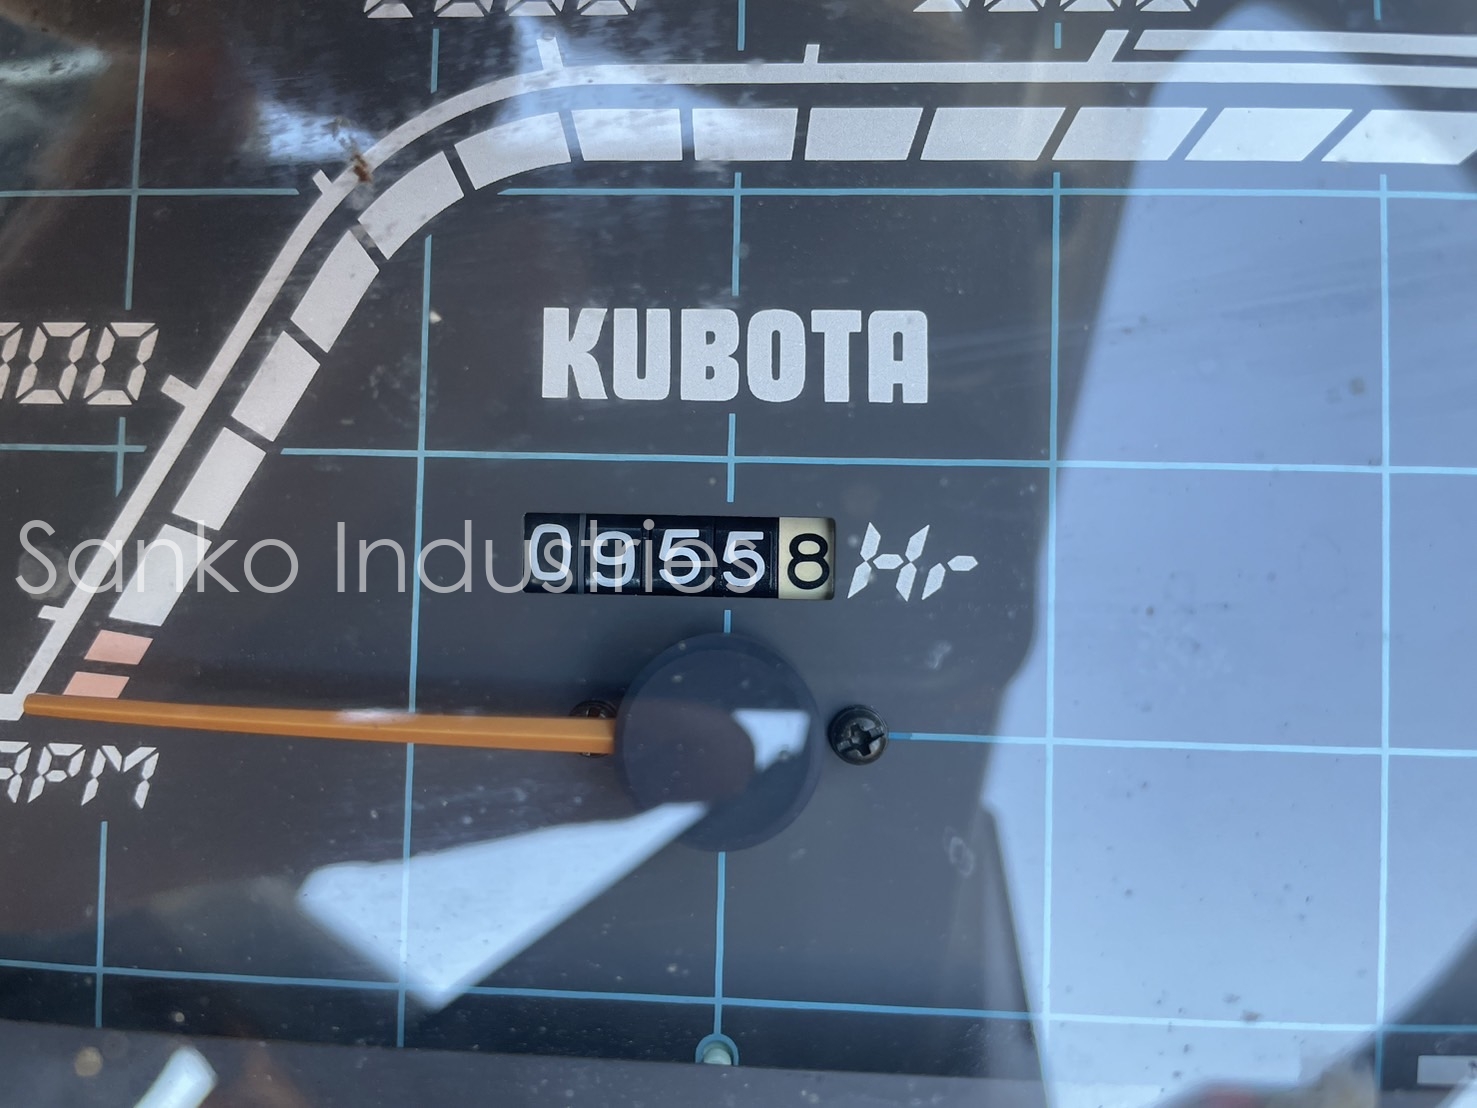 KUBOTA
09558 Hr
Sanko Industries
RPM